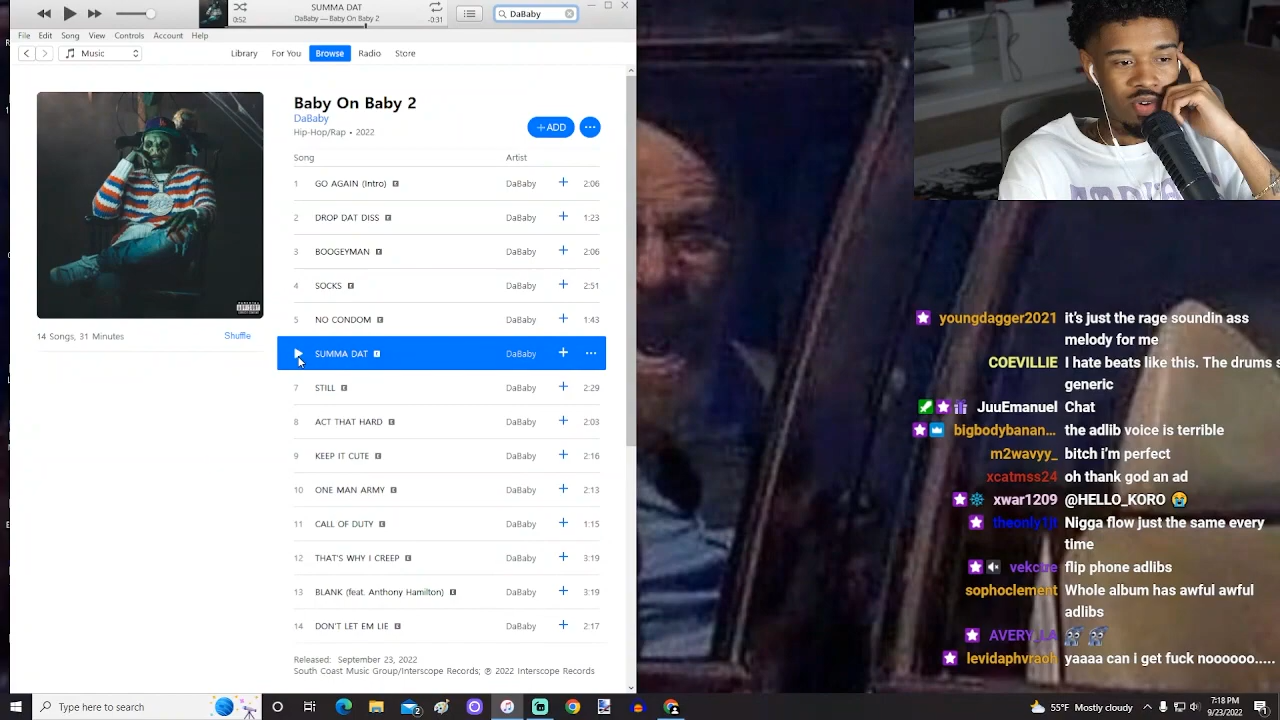 SUMMA DAT
0:52
DaBaby — Baby On Baby 2
-0:31
DaBaby
File Edit Song View Controls Account Help
Music
Library For You Browse Radio Store
Baby On Baby 2
DaBaby
Hip-Hop/Rap • 2022
+ADD
Song Artist
1 GO AGAIN (Intro) E DaBaby 2:06
2 DROP DAT DISS E DaBaby 1:23
3 BOOGEYMAN E DaBaby 2:06
4 SOCKS E DaBaby 2:51
5 NO CONDOM E DaBaby 1:43
SUMMA DAT E DaBaby
7 STILL E DaBaby 2:29
8 ACT THAT HARD E DaBaby 2:03
9 KEEP IT CUTE E DaBaby 2:16
10 ONE MAN ARMY E DaBaby 2:13
11 CALL OF DUTY E DaBaby 1:15
12 THAT'S WHY I CREEP E DaBaby 3:19
13 BLANK (feat. Anthony Hamilton) E DaBaby 3:19
14 DON'T LET EM LIE E DaBaby 2:17
14 Songs, 31 Minutes
Shuffle
Released: September 23, 2022
South Coast Music Group/Interscope Records; ℗ 2022 Interscope Records
youngdagger2021 it's just the rage soundin ass
melody for me
COEVILLIE I hate beats like this. The drums s
generic
JuuEmanuel Chat
bigbodybanan... the adlib voice is terrible
m2wavyy_ bitch i'm perfect
xcatmss24 oh thank god an ad
xwar1209 @HELLO_KORO 😭
theonly1jt Nigga flow just the same every
time
vekcure flip phone adlibs
sophoclement Whole album has awful awful
adlibs
AVERY_LA
levidaphvraoh yaaaa can i get fuck noooooo.....
Type here to search
2
55°F Mostly cloudy
7:18 PM
9/23/2022